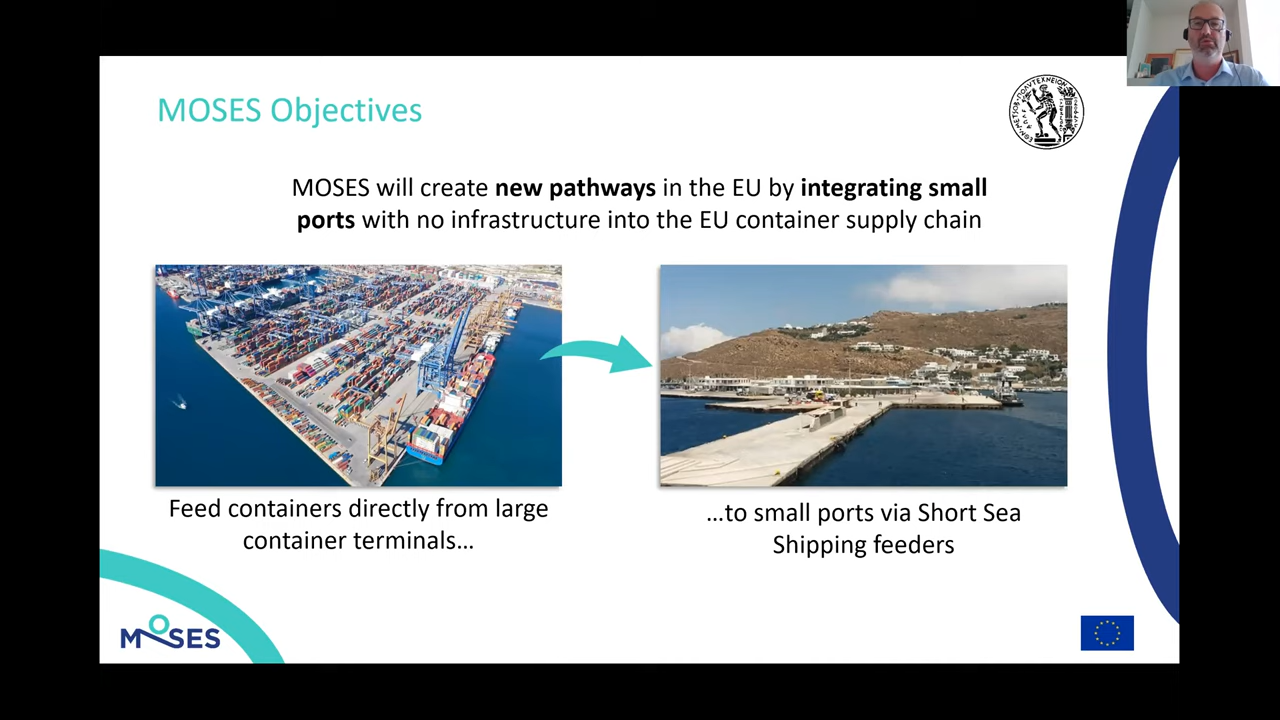 MOSES Objectives
MOSES will create new pathways in the EU by integrating small
ports with no infrastructure into the EU container supply chain
Feed containers directly from large
container terminals...
...to small ports via Short Sea
Shipping feeders
MOSES